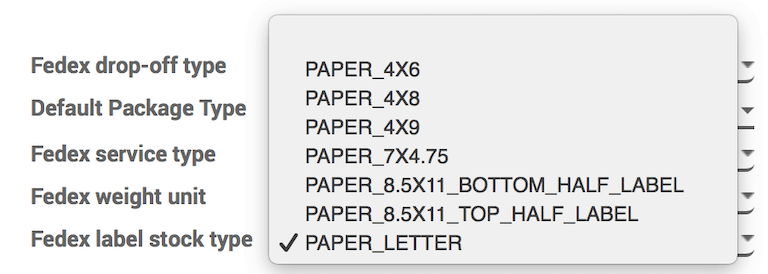 Fedex drop-off type
Default Package Type
Fedex service type
Fedex weight unit
Fedex label stock type
PAPER_4X6
PAPER_4X8
PAPER_4X9
PAPER_7X4.75
PAPER_8.5X11_BOTTOM_HALF_LABEL
PAPER_8.5X11_TOP_HALF_LABEL
✓ PAPER_LETTER